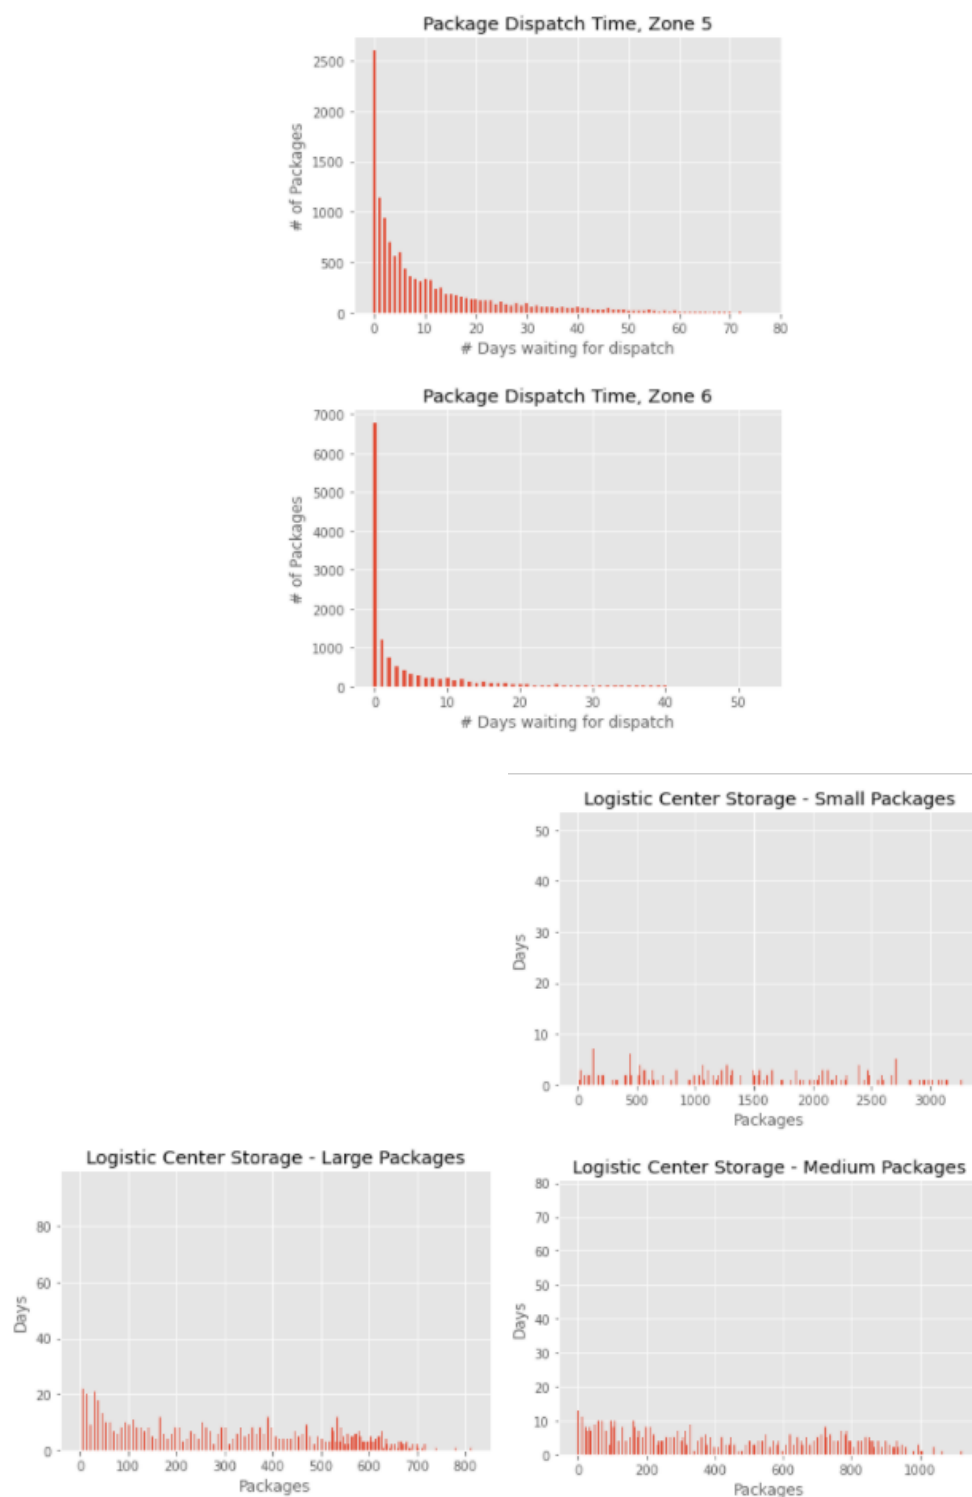 Package Dispatch Time, Zone 5
2500
2000
1500
1000
500
0
# of Packages
0 10 20 30 40 50 60 70 80
# Days waiting for dispatch
Package Dispatch Time, Zone 6
7000
6000
5000
4000
3000
2000
1000
0
# of Packages
0 10 20 30 40 50
# Days waiting for dispatch
Logistic Center Storage - Small Packages
50
40
30
20
10
0
Days
0 500 1000 1500 2000 2500 3000
Packages
Logistic Center Storage - Large Packages
80
60
40
20
0
Days
0 100 200 300 400 500 600 700 800
Packages
Logistic Center Storage - Medium Packages
80
70
60
50
40
30
20
10
0
Days
0 200 400 600 800 1000
Packages